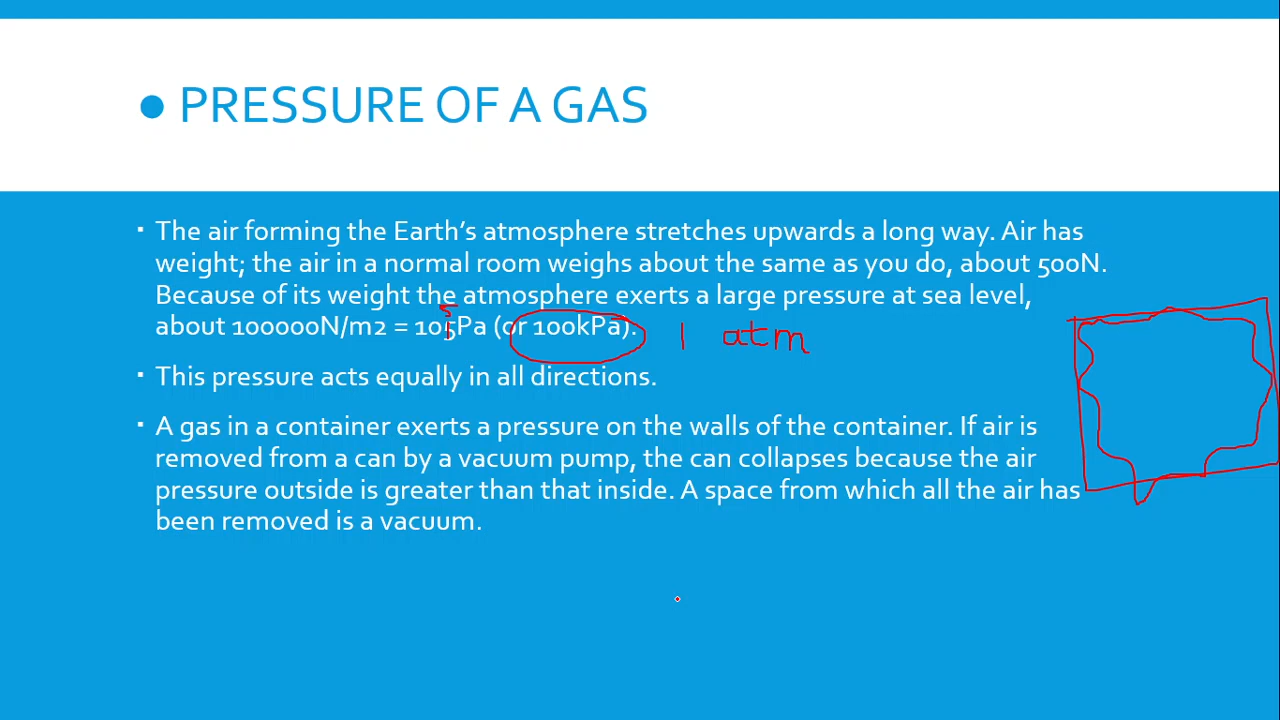 ● PRESSURE OF A GAS
▪ The air forming the Earth's atmosphere stretches upwards a long way. Air has
weight; the air in a normal room weighs about the same as you do, about 500N.
Because of its weight the atmosphere exerts a large pressure at sea level,
about 100000N/m2 = 105Pa (or 100kPa). 1 atm
5
▪ This pressure acts equally in all directions.
▪ A gas in a container exerts a pressure on the walls of the container. If air is
removed from a can by a vacuum pump, the can collapses because the air
pressure outside is greater than that inside. A space from which all the air has
been removed is a vacuum.